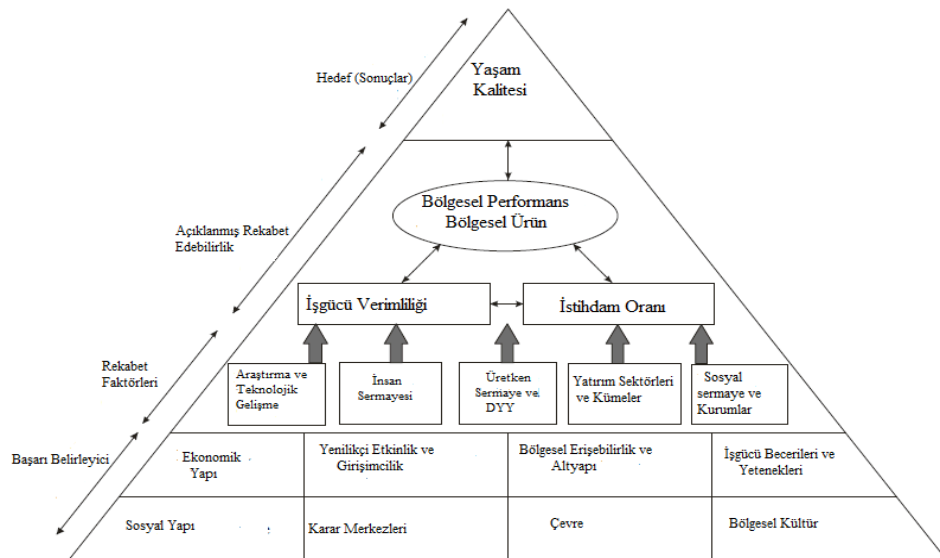 Hedef (Sonuçlar)
Yaşam
Kalitesi
Açıklanmış Rekabet
Edebilirlik
Bölgesel Performans
Bölgesel Ürün
İşgücü Verimliliği
İstihdam Oranı
Rekabet
Faktörleri
Araştırma ve
Teknolojik
Gelişme
İnsan
Sermayesi
Üretken
Sermaye ve
DYY
Yatırım Sektörleri
ve Kümeler
Sosyal
sermaye ve
Kurumlar
Başarı Belirleyici
Ekonomik
Yapı
Yenilikçi Etkinlik ve
Girişimcilik
Bölgesel Erişebilirlik ve
Altyapı
İşgücü Becerileri ve
Yetenekleri
Sosyal Yapı
Karar Merkezleri
Çevre
Bölgesel Kültür